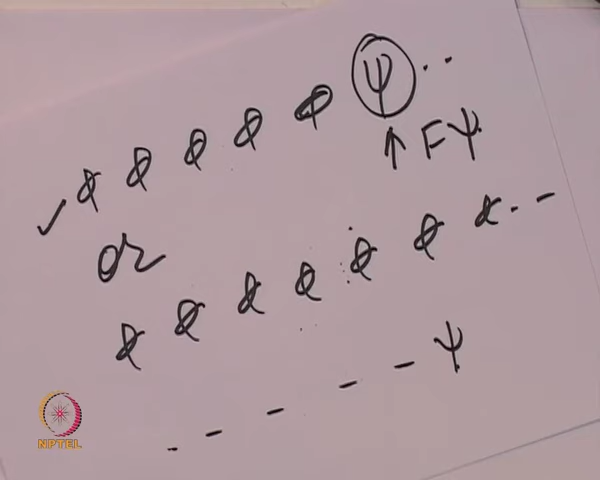 ✓ ϕ ϕ ϕ ϕ ϕ ψ . .
↑ Fψ
or
ϕ ϕ ϕ ϕ ϕ ϕ ϕ . - -
- - - - - - ψ
NPTEL